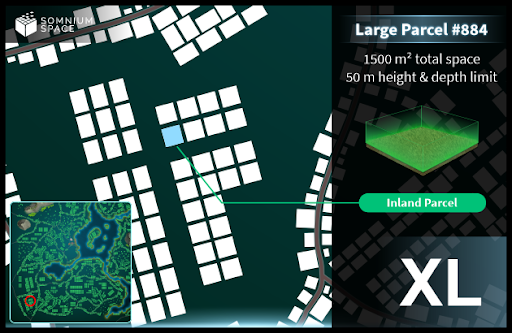 SOMNIUM
SPACE
Large Parcel #884
1500 m² total space
50 m height & depth limit
Inland Parcel
XL